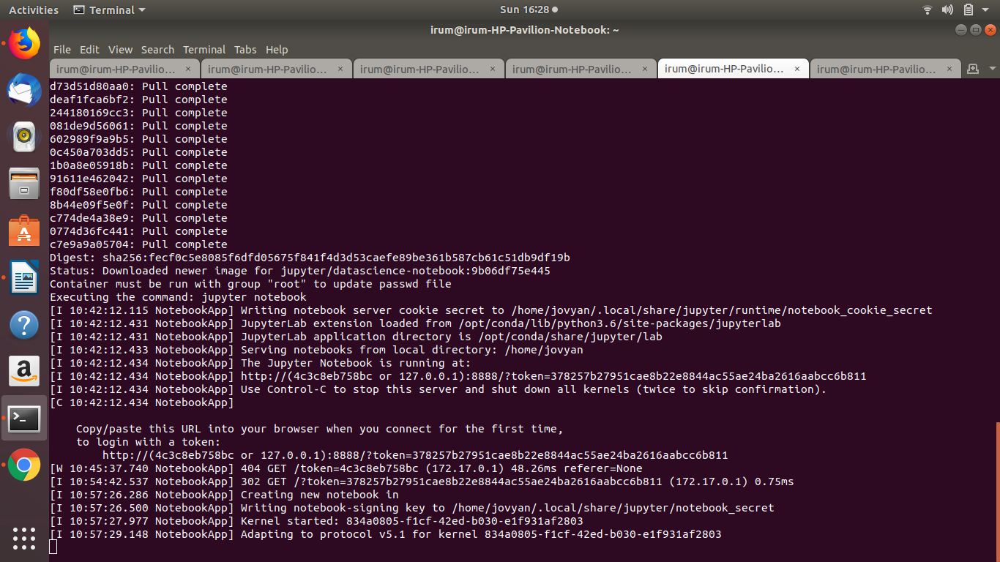 Activities Terminal Sun 16:28
irum@irum-HP-Pavilion-Notebook: ~
File Edit View Search Terminal Tabs Help
irum@irum-HP-Pavilio... irum@irum-HP-Pavilio... irum@irum-HP-Pavilio... irum@irum-HP-Pavilio... irum@irum-HP-Pavilio... irum@irum-HP-Pavilio...
d73d51d80aa0: Pull complete
deaf1fca6bf2: Pull complete
244180169cc3: Pull complete
081de9d56061: Pull complete
602989f9a9b5: Pull complete
0c450a703dd5: Pull complete
1b0a8e05918b: Pull complete
91611e462042: Pull complete
f80df58e0fb6: Pull complete
8b44e09f5e0f: Pull complete
c774de4a38e9: Pull complete
0774d36fc441: Pull complete
c7e9a9a05704: Pull complete
Digest: sha256:fecf0c5e8085f6dfd05675f841f4d3d53caefe89be361b587cb61c51db9df19b
Status: Downloaded newer image for jupyter/datascience-notebook:9b06df75e445
Container must be run with group "root" to update passwd file
Executing the command: jupyter notebook
[I 10:42:12.115 NotebookApp] Writing notebook server cookie secret to /home/jovyan/.local/share/jupyter/runtime/notebook_cookie_secret
[I 10:42:12.431 NotebookApp] JupyterLab extension loaded from /opt/conda/lib/python3.6/site-packages/jupyterlab
[I 10:42:12.431 NotebookApp] JupyterLab application directory is /opt/conda/share/jupyter/lab
[I 10:42:12.433 NotebookApp] Serving notebooks from local directory: /home/jovyan
[I 10:42:12.434 NotebookApp] The Jupyter Notebook is running at:
[I 10:42:12.434 NotebookApp] http://(4c3c8eb758bc or 127.0.0.1):8888/?token=378257b27951cae8b22e8844ac55ae24ba2616aabcc6b811
[I 10:42:12.434 NotebookApp] Use Control-C to stop this server and shut down all kernels (twice to skip confirmation).
[C 10:42:12.434 NotebookApp]
Copy/paste this URL into your browser when you connect for the first time,
to login with a token:
http://(4c3c8eb758bc or 127.0.0.1):8888/?token=378257b27951cae8b22e8844ac55ae24ba2616aabcc6b811
[W 10:45:37.740 NotebookApp] 404 GET /token=4c3c8eb758bc (172.17.0.1) 48.26ms referer=None
[I 10:54:42.537 NotebookApp] 302 GET /?token=378257b27951cae8b22e8844ac55ae24ba2616aabcc6b811 (172.17.0.1) 0.75ms
[I 10:57:26.286 NotebookApp] Creating new notebook in
[I 10:57:26.500 NotebookApp] Writing notebook-signing key to /home/jovyan/.local/share/jupyter/notebook_secret
[I 10:57:27.977 NotebookApp] Kernel started: 834a0805-f1cf-42ed-b030-e1f931af2803
[I 10:57:29.148 NotebookApp] Adapting to protocol v5.1 for kernel 834a0805-f1cf-42ed-b030-e1f931af2803